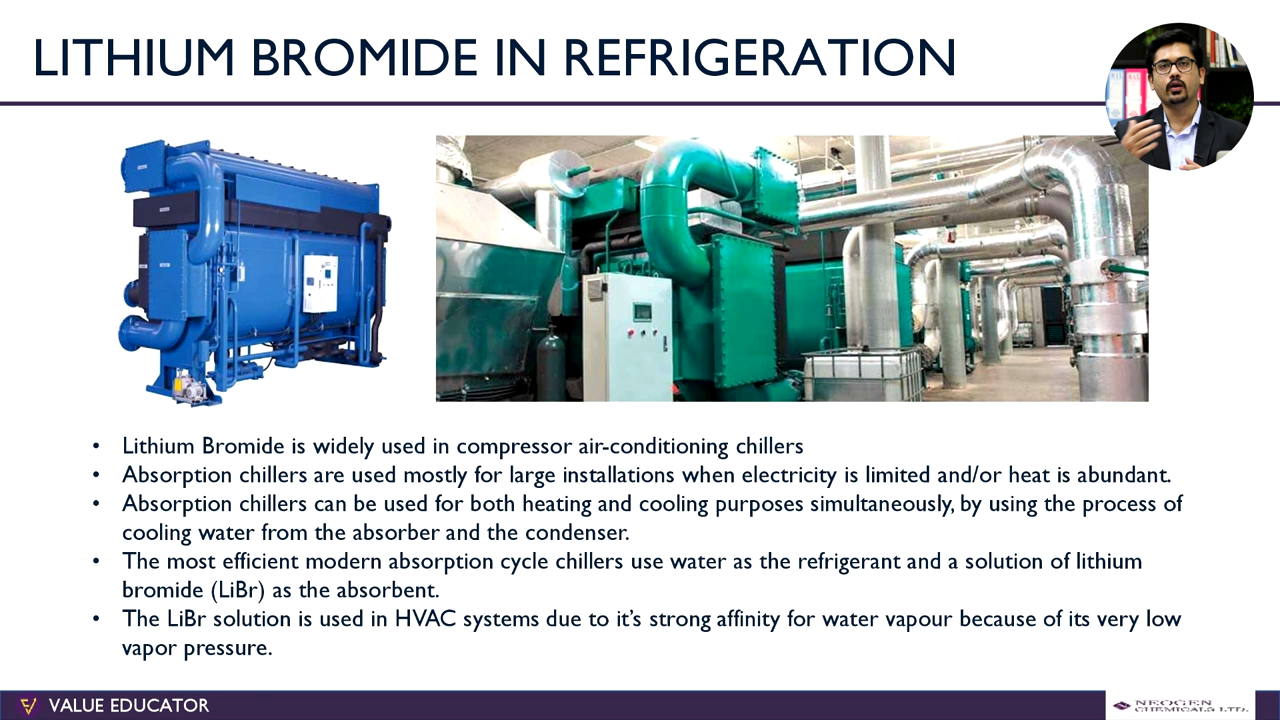 LITHIUM BROMIDE IN REFRIGERATION
• Lithium Bromide is widely used in compressor air-conditioning chillers
• Absorption chillers are used mostly for large installations when electricity is limited and/or heat is abundant.
• Absorption chillers can be used for both heating and cooling purposes simultaneously, by using the process of
cooling water from the absorber and the condenser.
• The most efficient modern absorption cycle chillers use water as the refrigerant and a solution of lithium
bromide (LiBr) as the absorbent.
• The LiBr solution is used in HVAC systems due to it’s strong affinity for water vapour because of its very low
vapor pressure.
VALUE EDUCATOR
NEOGEN
CHEMICALS LTD.